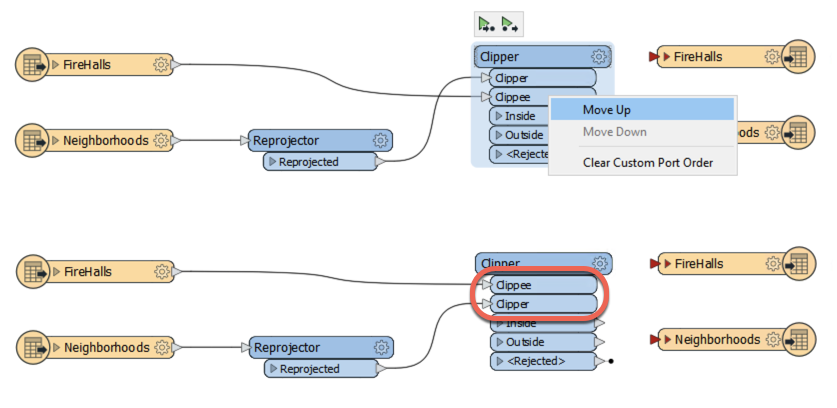 FireHalls
Clipper
FireHalls
Clipper
Clippee
Move Up
Neighborhoods
Reprojector
Inside
Move Down
ods
Reprojected
Outside
<Rejecte
Clear Custom Port Order
FireHalls
Clipper
FireHalls
Clippee
Clipper
Neighborhoods
Reprojector
Inside
Neighborhoods
Reprojected
Outside
<Rejected>